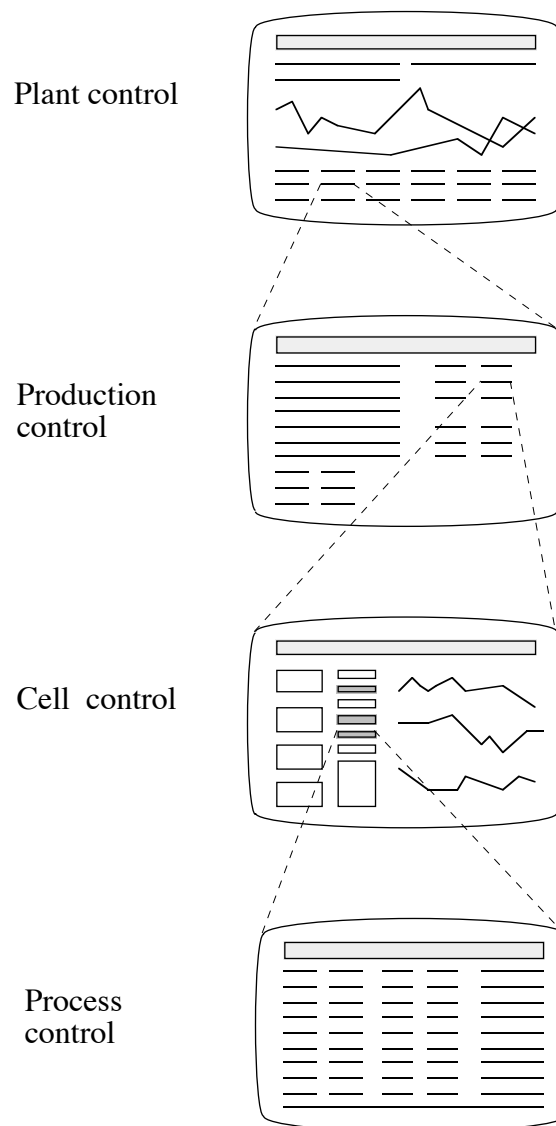 Plant control
Production
control
Cell control
Process
control